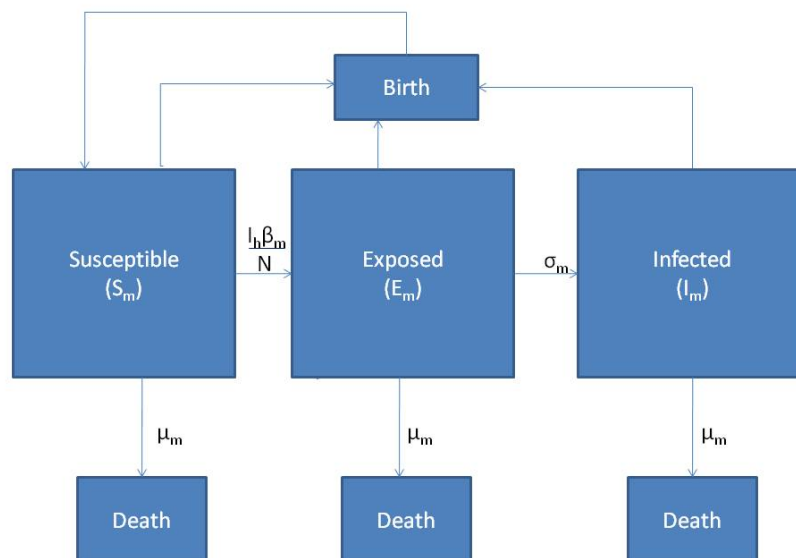 Birth
Susceptible
(Sₘ)
Iₕβₘ
N
Exposed
(Eₘ)
σₘ
Infected
(Iₘ)
μₘ
μₘ
μₘ
Death
Death
Death